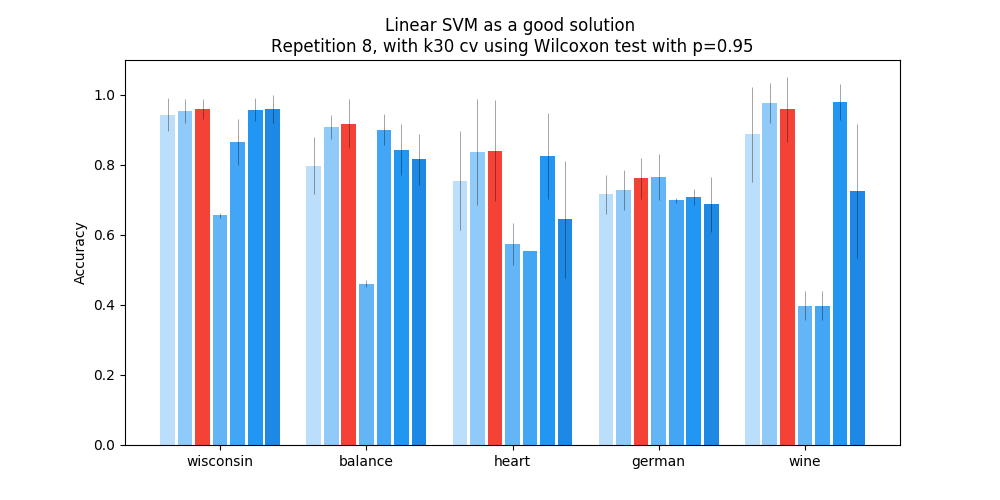 Linear SVM as a good solution
Repetition 8, with k30 cv using Wilcoxon test with p=0.95
Accuracy
1.0
0.8
0.6
0.4
0.2
0.0
wisconsin balance heart german wine